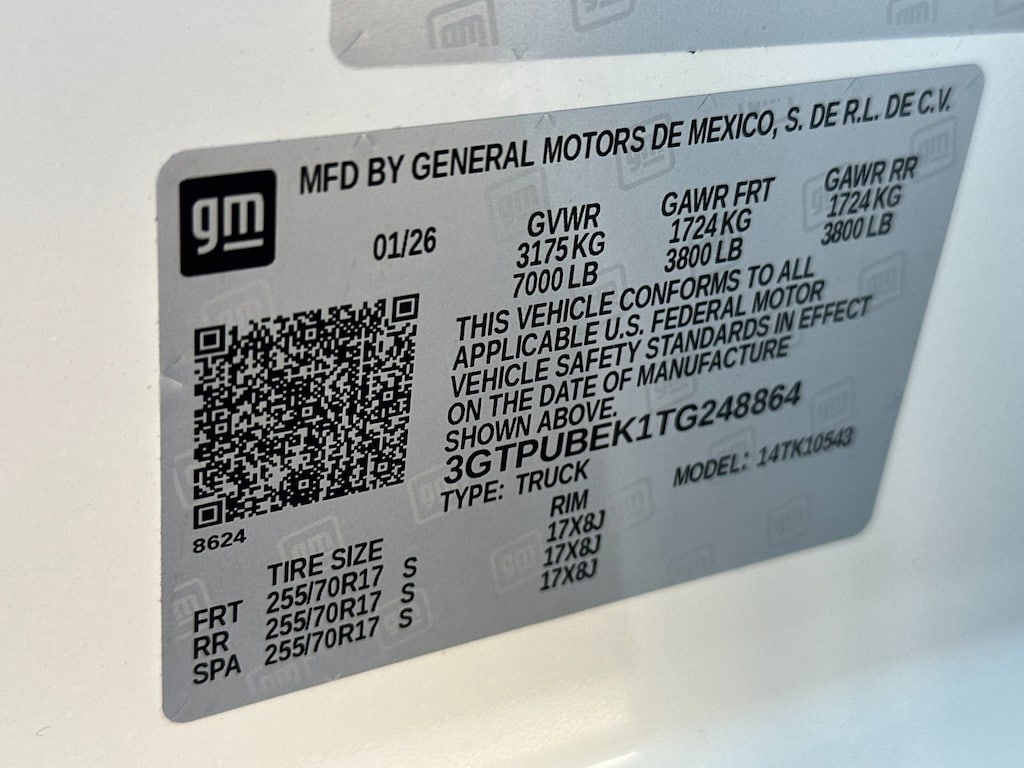 gm
MFD BY GENERAL MOTORS DE MEXICO, S. DE R.L. DE C.V.
01/26
GVWR
3175 KG
7000 LB
GAWR FRT
1724 KG
3800 LB
GAWR RR
1724 KG
3800 LB
THIS VEHICLE CONFORMS TO ALL
APPLICABLE U.S. FEDERAL MOTOR
VEHICLE SAFETY STANDARDS IN EFFECT
ON THE DATE OF MANUFACTURE
SHOWN ABOVE.
3GTPUBEK1TG248864
TYPE: TRUCK
MODEL: 14TK10543
8624
TIRE SIZE RIM
FRT 255/70R17 S 17X8J
RR 255/70R17 S 17X8J
SPA 255/70R17 S 17X8J